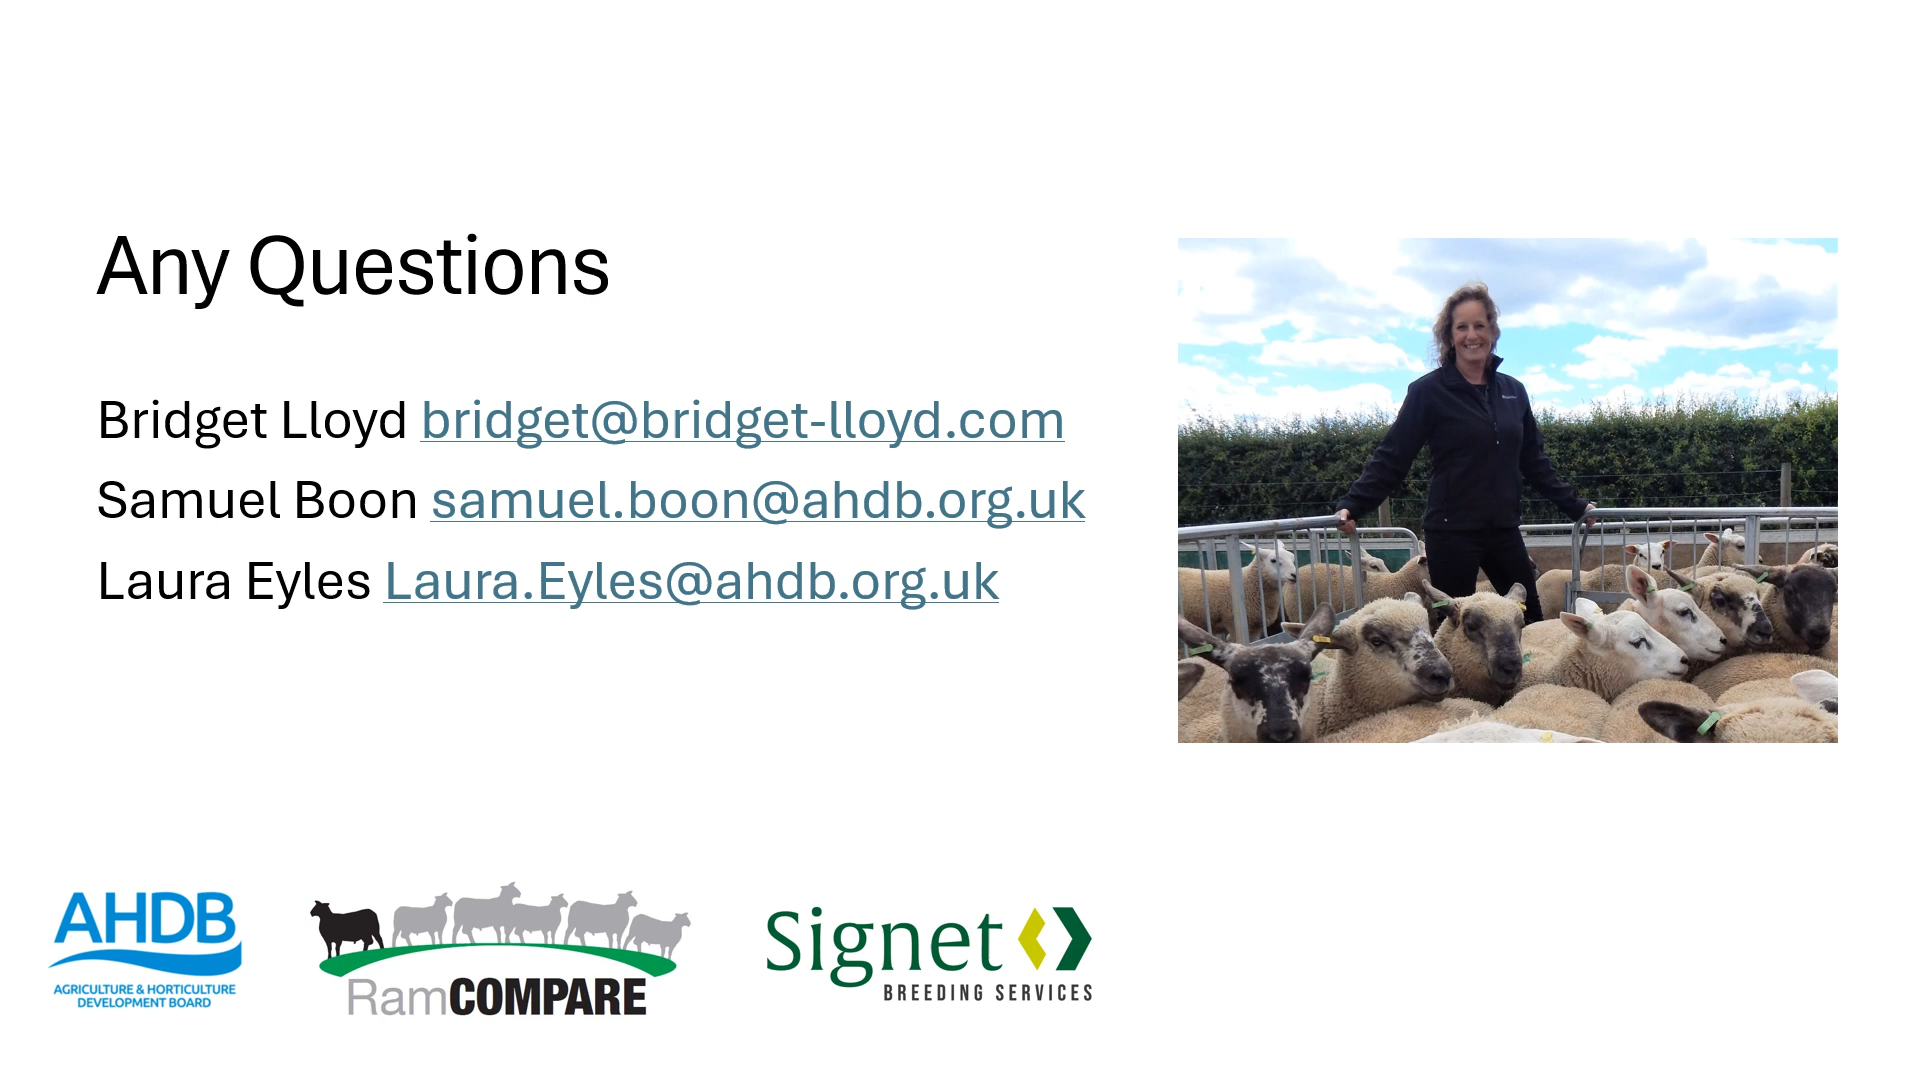 Any Questions
Bridget Lloyd bridget@bridget-lloyd.com
Samuel Boon samuel.boon@ahdb.org.uk
Laura Eyles Laura.Eyles@ahdb.org.uk
AHDB
AGRICULTURE & HORTICULTURE
DEVELOPMENT BOARD
RamCOMPARE
Signet
BREEDING SERVICES